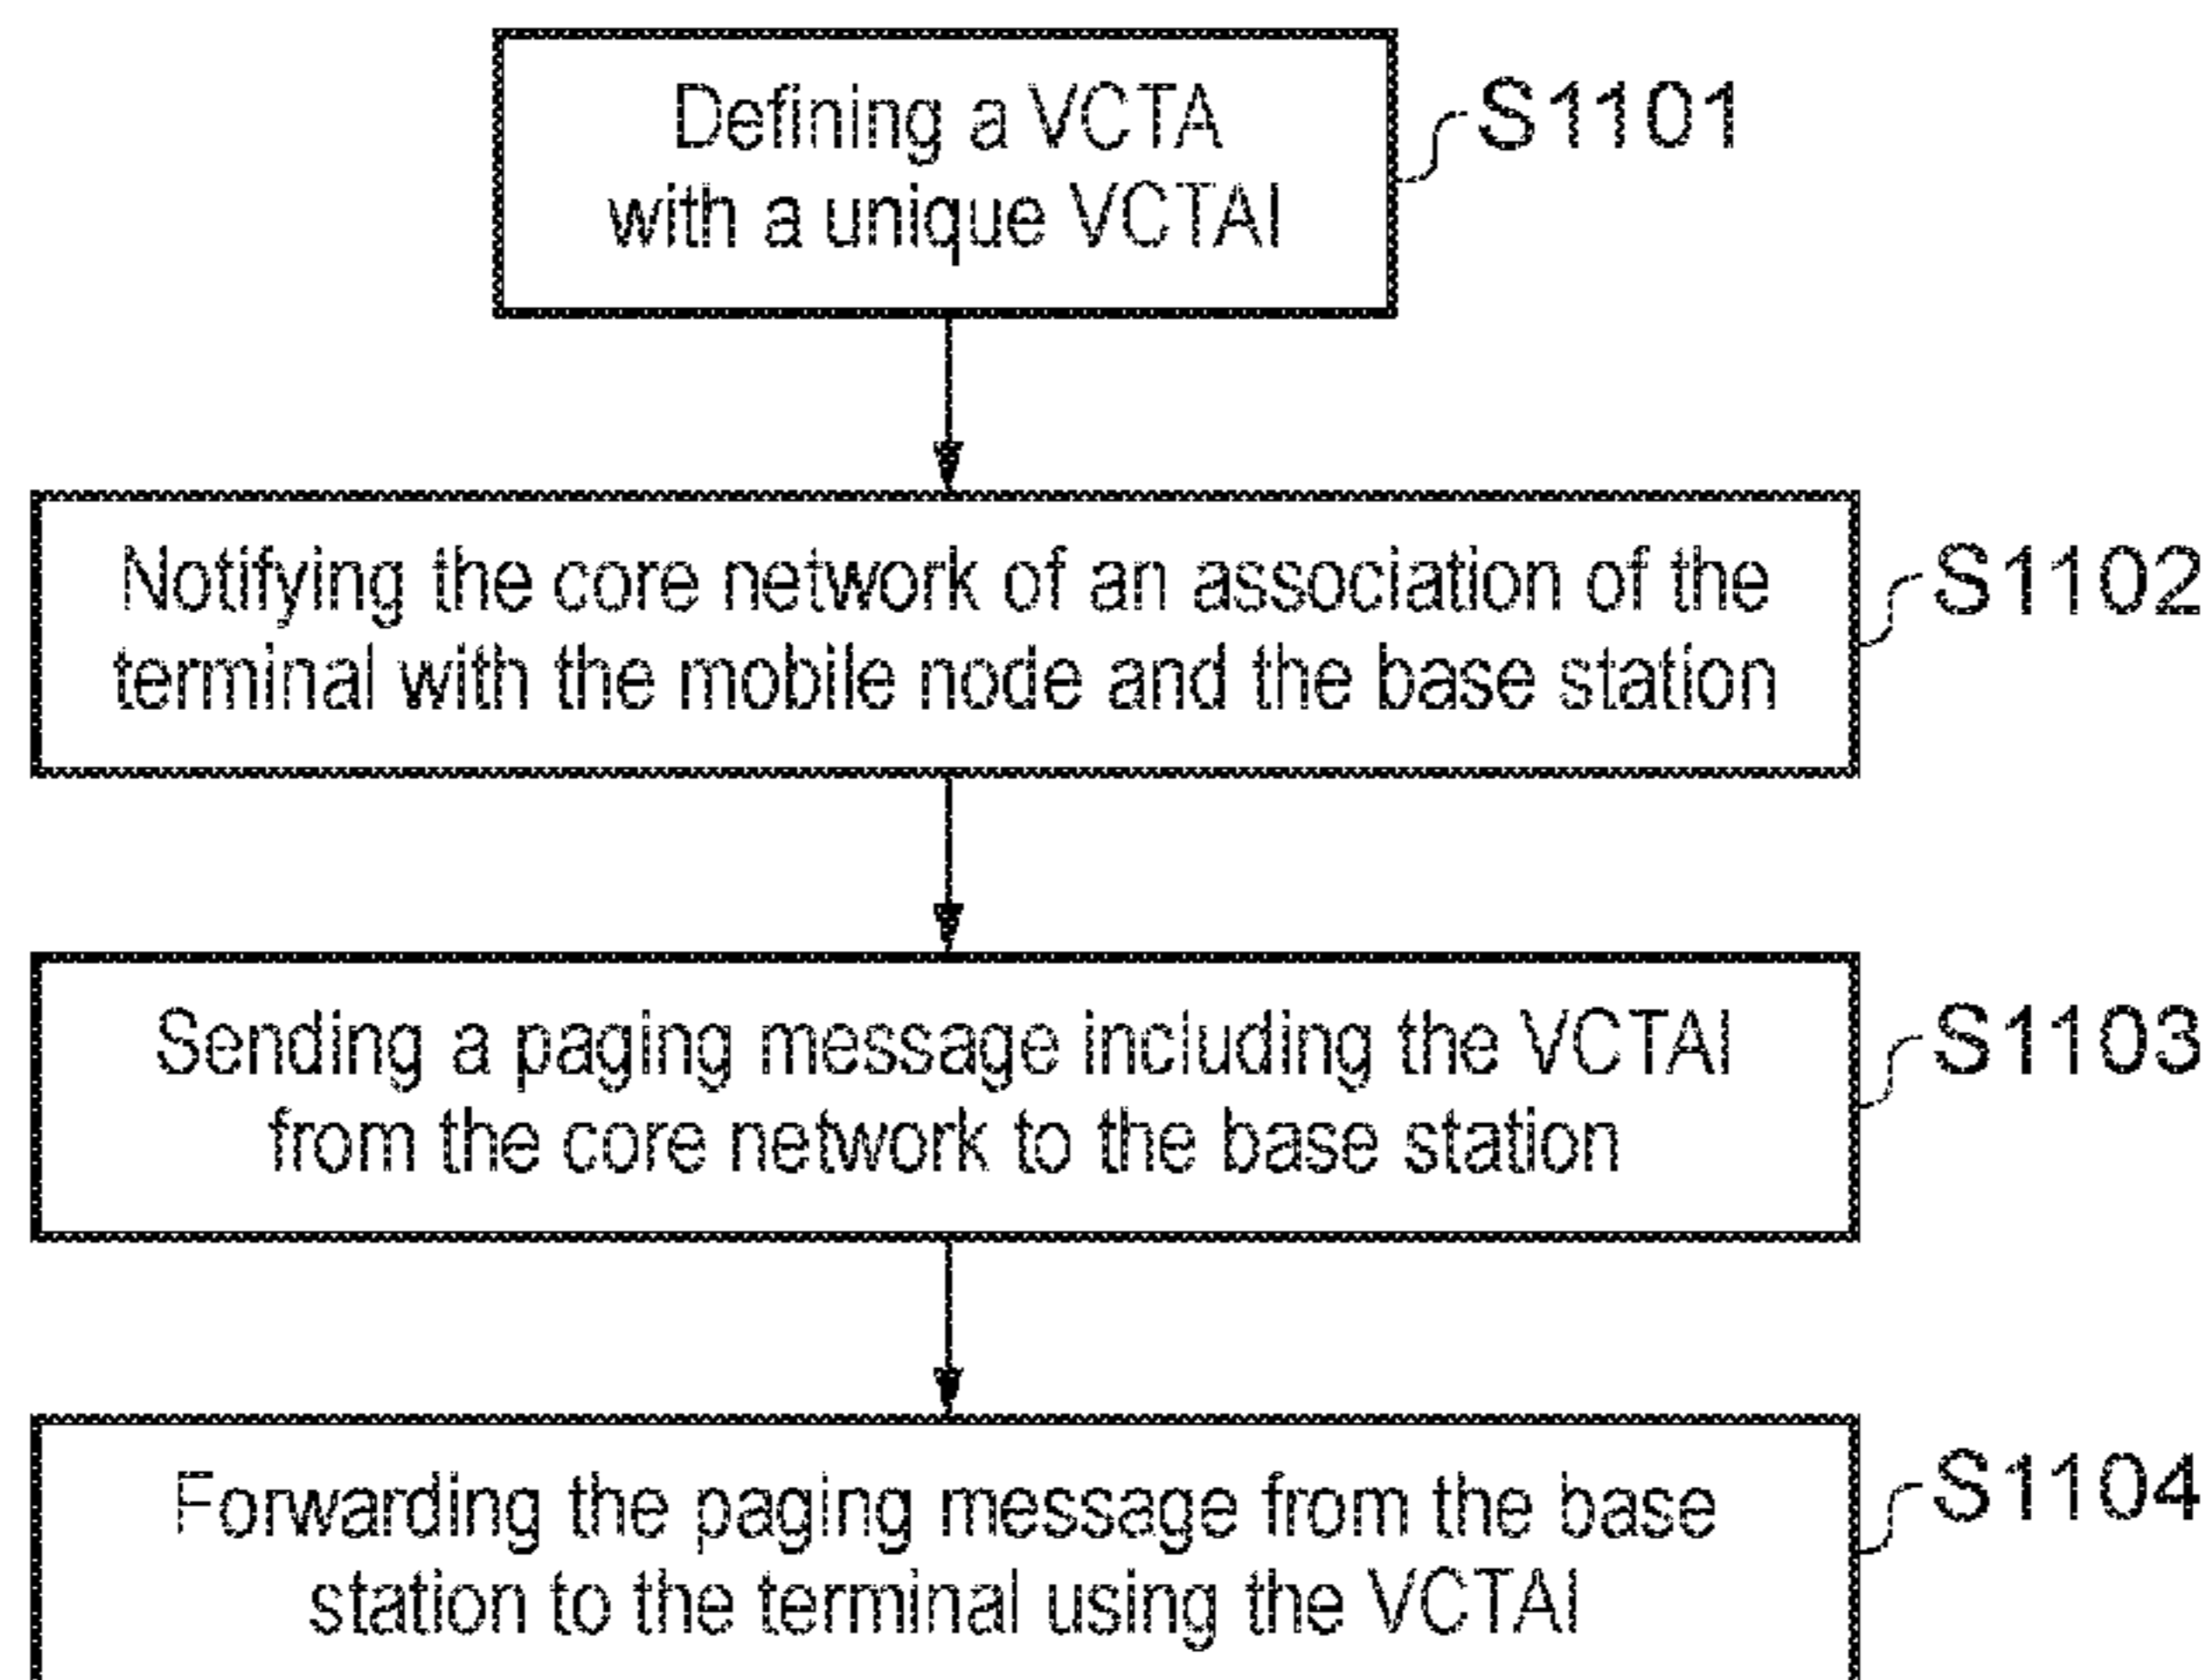 Defining a VCTA
with a unique VCTAI
S1101
Notifying the core network of an association of the
terminal with the mobile node and the base station
S1102
Sending a paging message including the VCTAI
from the core network to the base station
S1103
Forwarding the paging message from the base
station to the terminal using the VCTAI
S1104